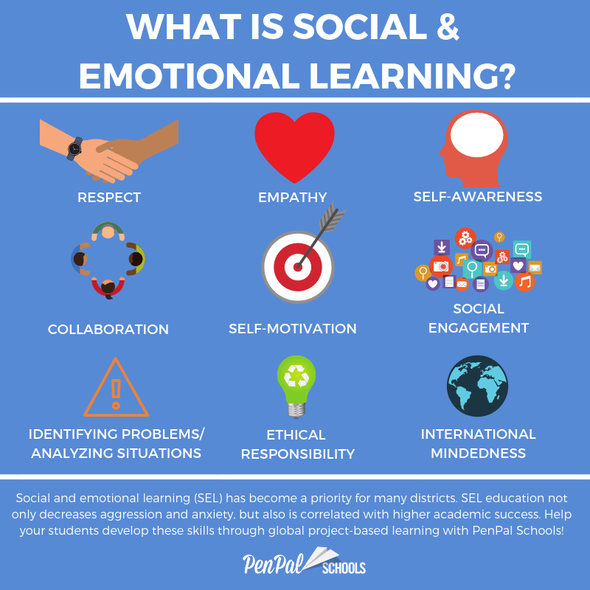 WHAT IS SOCIAL &
EMOTIONAL LEARNING?
RESPECT
EMPATHY
SELF-AWARENESS
COLLABORATION
SELF-MOTIVATION
SOCIAL
ENGAGEMENT
IDENTIFYING PROBLEMS/
ANALYZING SITUATIONS
ETHICAL
RESPONSIBILITY
INTERNATIONAL
MINDEDNESS
Social and emotional learning (SEL) has become a priority for many districts. SEL education not
only decreases aggression and anxiety, but also is correlated with higher academic success. Help
your students develop these skills through global project-based learning with PenPal Schools!
PenPal SCHOOLS